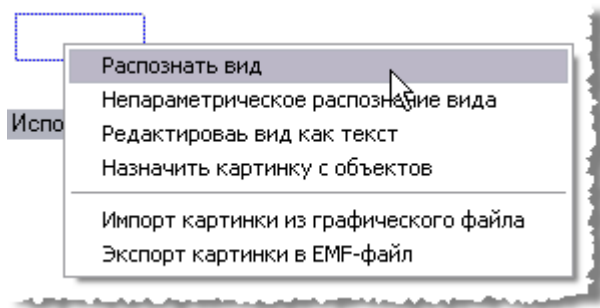 Распознать вид
Непараметрическое распознание вида
Испо
Редактироваь вид как текст
Назначить картинку с объектов
Импорт картинки из графического файла
Экспорт картинки в EMF-файл